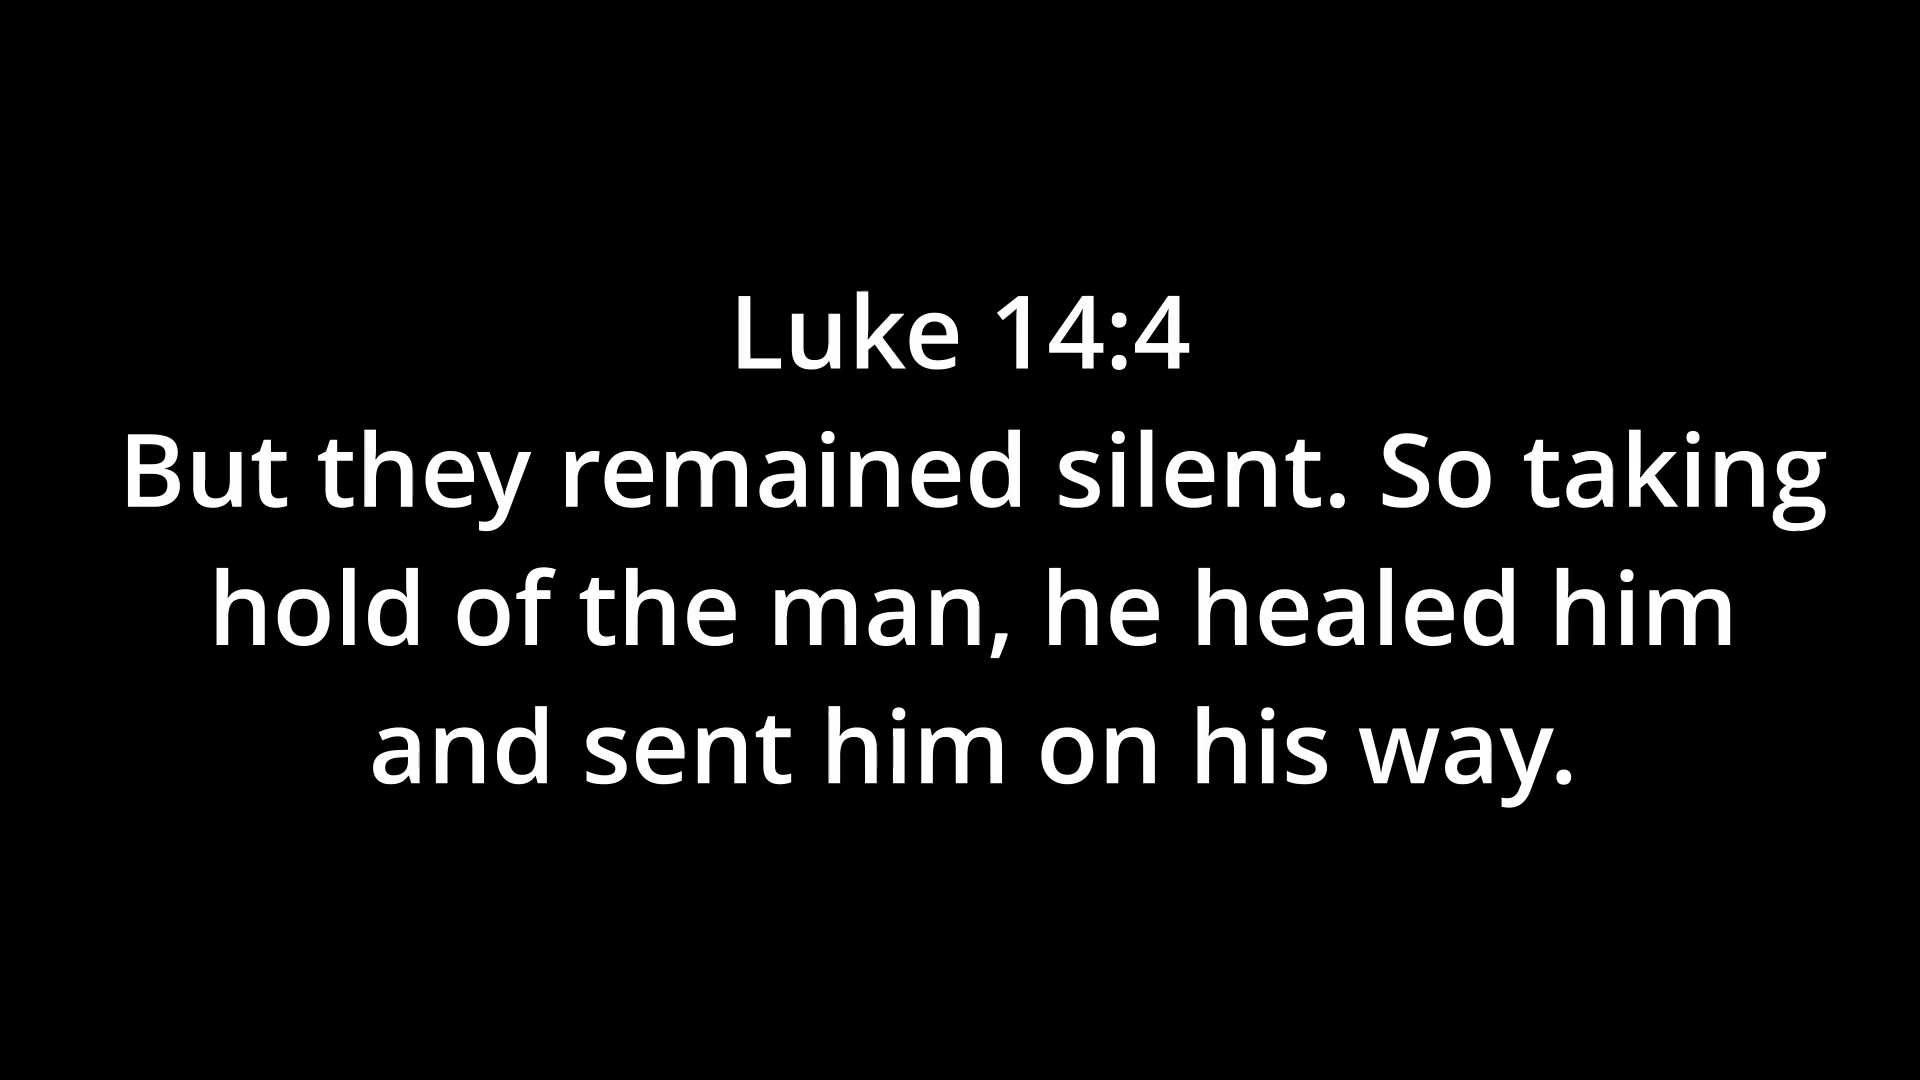 Luke 14:4
But they remained silent. So taking
hold of the man, he healed him
and sent him on his way.